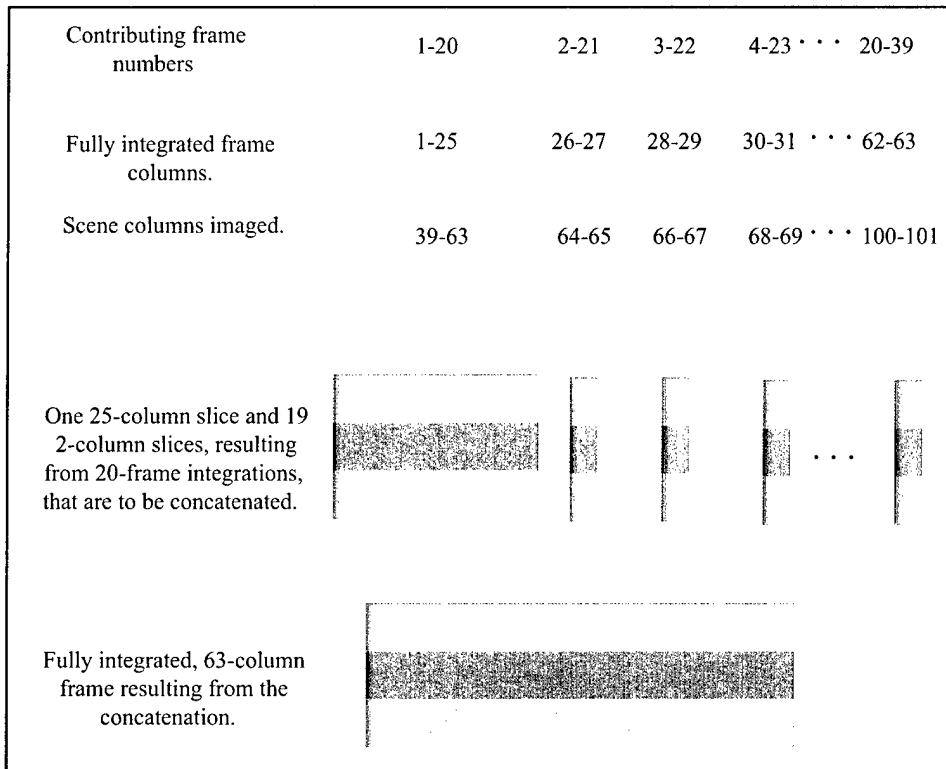 Contributing frame
numbers
1-20 2-21 3-22 4-23 · · · 20-39
Fully integrated frame
columns.
1-25 26-27 28-29 30-31 · · · 62-63
Scene columns imaged.
39-63 64-65 66-67 68-69 · · · 100-101
One 25-column slice and 19
2-column slices, resulting
from 20-frame integrations,
that are to be concatenated.
· · ·
Fully integrated, 63-column
frame resulting from the
concatenation.